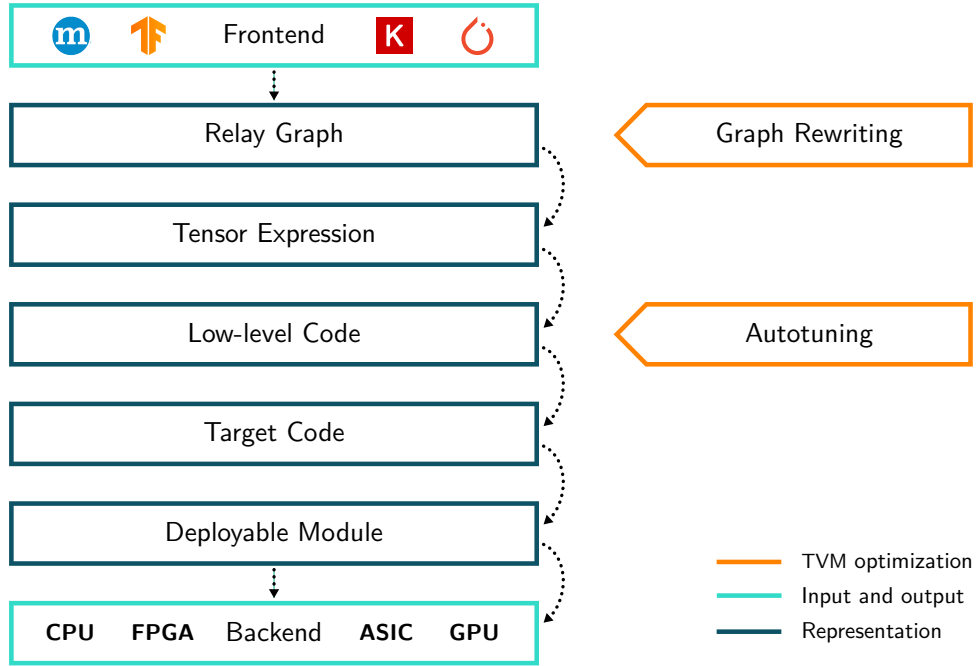 m Frontend K
Relay Graph
Graph Rewriting
Tensor Expression
Low-level Code
Autotuning
Target Code
Deployable Module
TVM optimization
Input and output
Representation
CPU FPGA Backend ASIC GPU